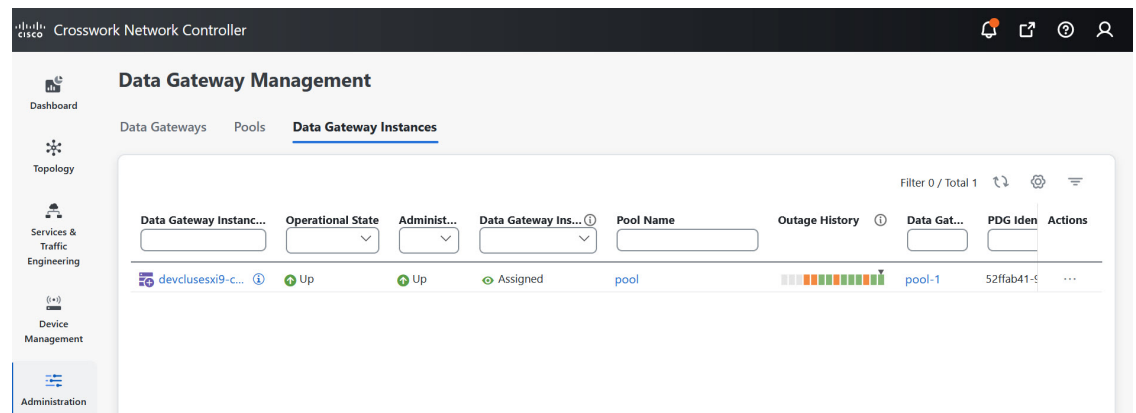 cisco Crosswork Network Controller
Data Gateway Management
Dashboard
Data Gateways Pools Data Gateway Instances
Topology
Filter 0 / Total 1
Services &
Traffic
Engineering
Data Gateway Instanc... Operational State Administ... Data Gateway Ins... Pool Name Outage History Data Gat... PDG Iden Actions
devclusesxi9-c... Up Up Assigned pool pool-1 52ffab41-9 ...
Device
Management
Administration